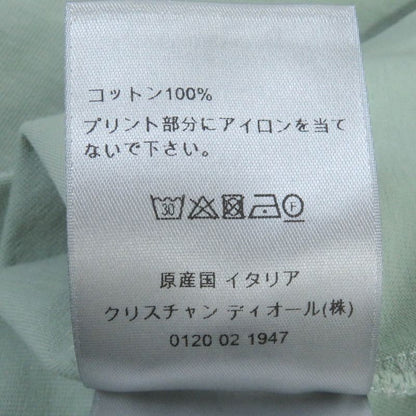 コットン100%
プリント部分にアイロンを当て
ないで下さい。
30 F
原産国 イタリア
クリスチャン ディオール(株)
0120 02 1947